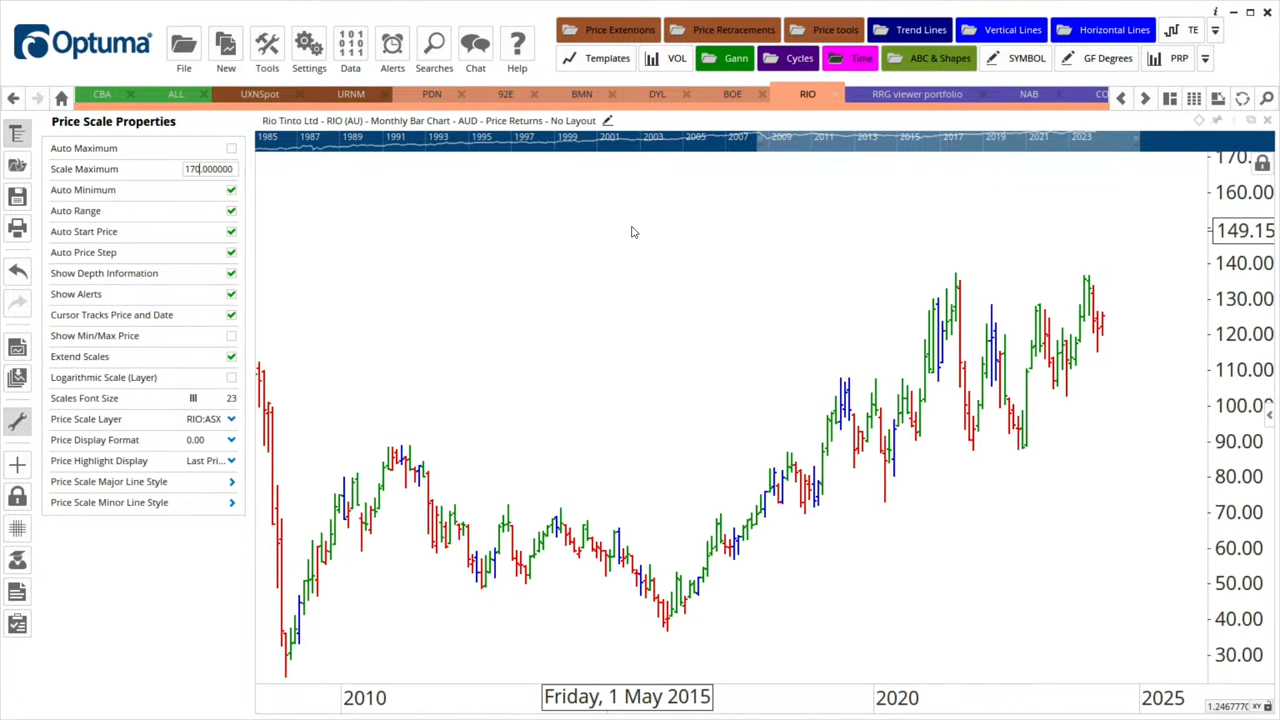 Optuma
File
New
Tools
Settings
Data
Alerts
Searches
Chat
Help
Price Extentions
Price Retracements
Price tools
Trend Lines
Vertical Lines
Horizontal Lines
TE
Templates
VOL
Gann
Cycles
Time
ABC & Shapes
SYMBOL
GF Degrees
PRP
CBA
ALL
UXNSpot
URNM
PDN
92E
BMN
DYL
BOE
RIO
RRG viewer portfolio
NAB
Price Scale Properties
Auto Maximum
Scale Maximum 170.000000
Auto Minimum
Auto Range
Auto Start Price
Auto Price Step
Show Depth Information
Show Alerts
Cursor Tracks Price and Date
Show Min/Max Price
Extend Scales
Logarithmic Scale (Layer)
Scales Font Size 23
Price Scale Layer RIO:ASX
Price Display Format 0.00
Price Highlight Display Last Pri...
Price Scale Major Line Style
Price Scale Minor Line Style
Rio Tinto Ltd - RIO (AU) - Monthly Bar Chart - AUD - Price Returns - No Layout
1985 1987 1989 1991 1993 1995 1997 1999 2001 2003 2005 2007 2009 2011 2013 2015 2017 2019 2021 2023
170.
160.00
149.15
140.00
130.00
120.00
110.00
100.0
90.00
80.00
70.00
60.00
50.00
40.00
30.00
2010
Friday, 1 May 2015
2020
2025
1.246770 XY